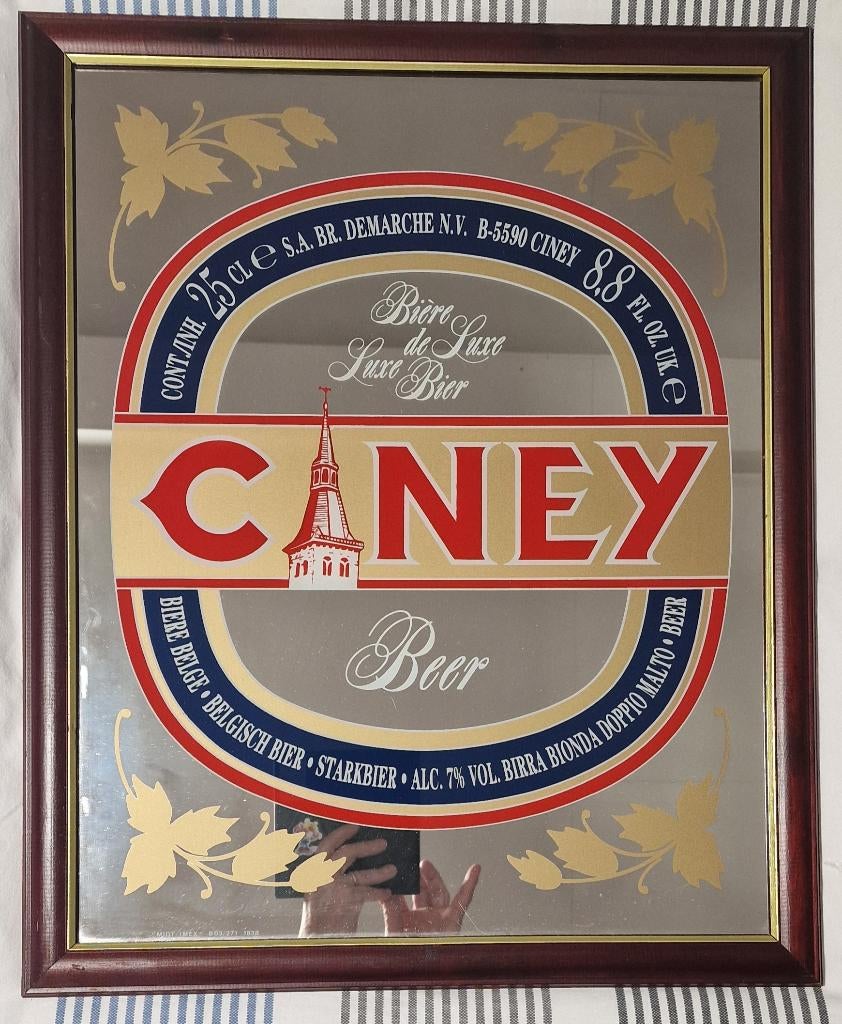 CONT./INH. 25 CL e S.A. BR. DEMARCHE N.V. B-5590 CINEY 8,8 FL. OZ. UK. e
Bière
de Luxe
Luxe Bier
CINEY
Beer
BIERE BELGE • BELGISCH BIER • STARKBIER • ALC. 7% VOL. BIRRA BIONDA DOPPIO MALTO • BEER